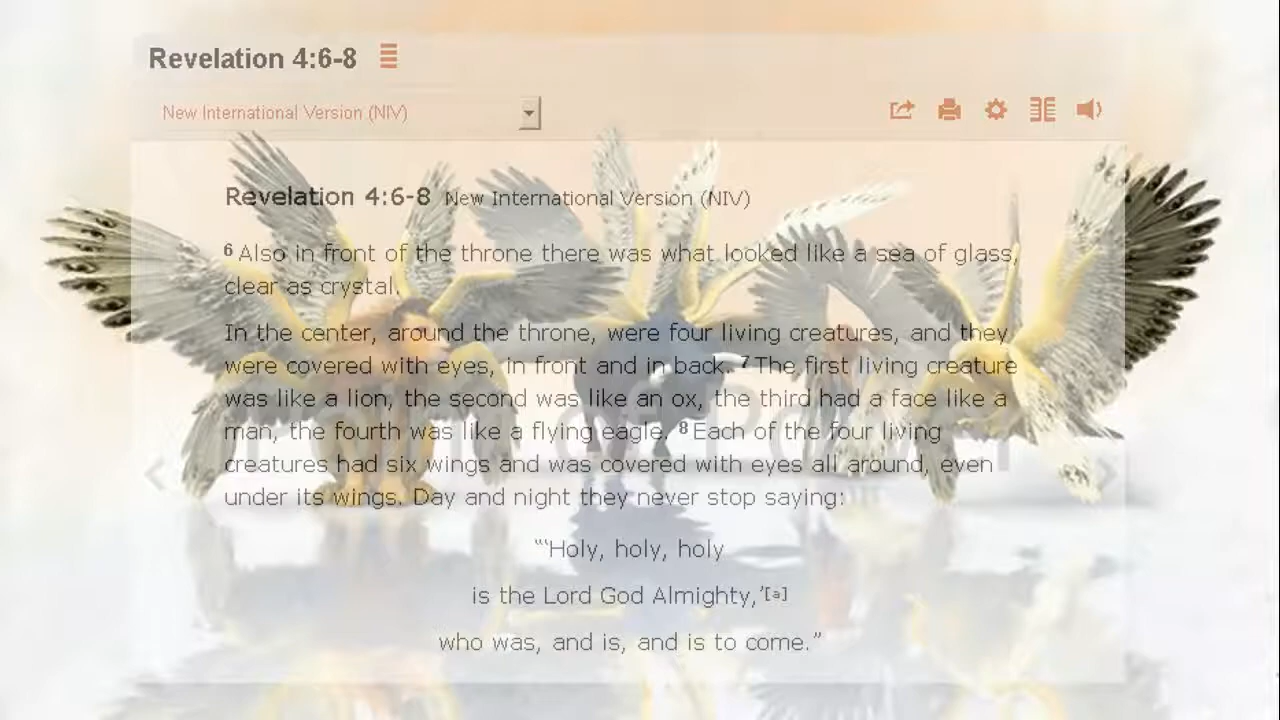 Revelation 4:6-8
New International Version (NIV)
Revelation 4:6-8 New International Version (NIV)
6 Also in front of the throne there was what looked like a sea of glass,
clear as crystal.
In the center, around the throne, were four living creatures, and they
were covered with eyes, in front and in back. 7 The first living creature
was like a lion, the second was like an ox, the third had a face like a
man, the fourth was like a flying eagle. 8 Each of the four living
creatures had six wings and was covered with eyes all around, even
under its wings. Day and night they never stop saying:
“‘Holy, holy, holy
is the Lord God Almighty,’[a]
who was, and is, and is to come.”